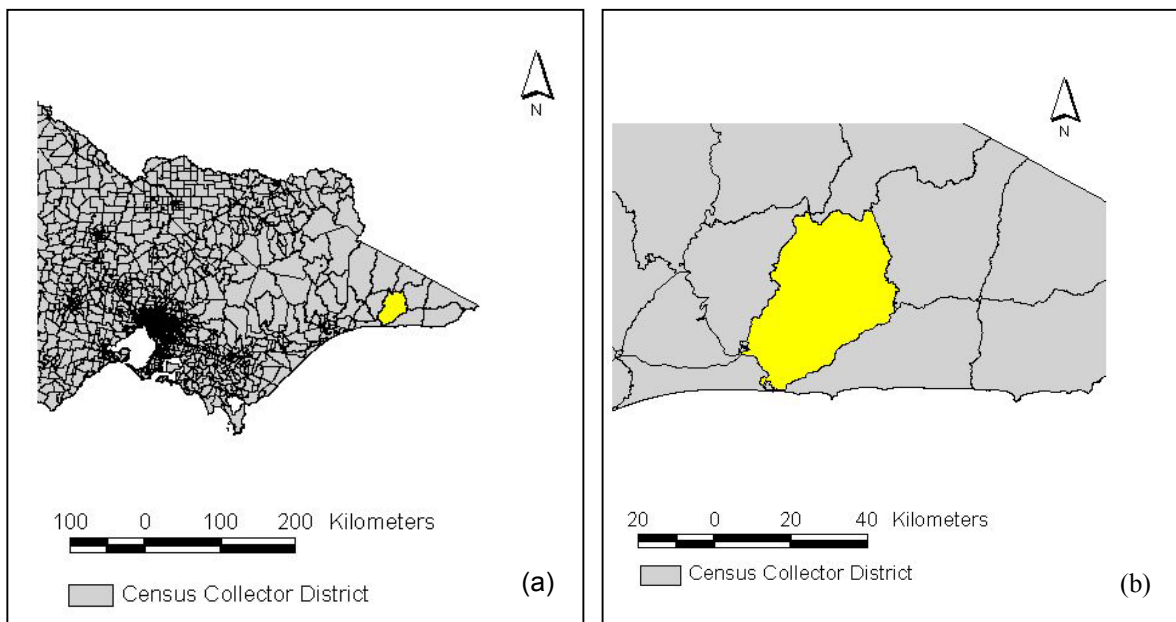 N
100 0 100 200 Kilometers
Census Collector District
(a)
N
20 0 20 40 Kilometers
Census Collector District
(b)